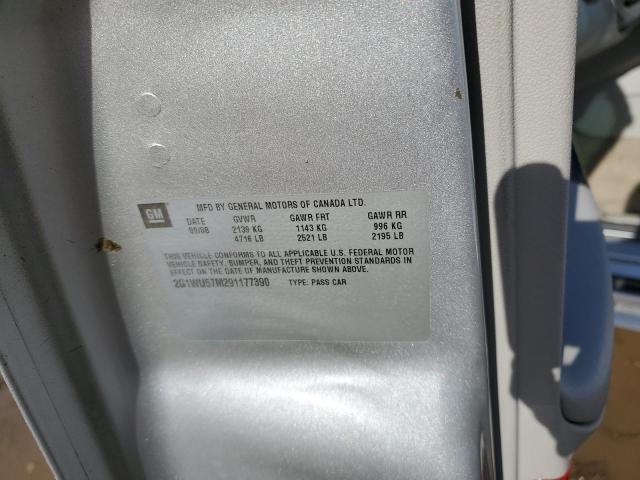 GM
MFD BY GENERAL MOTORS OF CANADA LTD.
DATE GVWR GAWR FRT GAWR RR
09/08 2139 KG 1143 KG 996 KG
4716 LB 2521 LB 2195 LB
THIS VEHICLE CONFORMS TO ALL APPLICABLE U.S. FEDERAL MOTOR
VEHICLE SAFETY, BUMPER, AND THEFT PREVENTION STANDARDS IN
EFFECT ON THE DATE OF MANUFACTURE SHOWN ABOVE.
2G1WU57M291177390 TYPE: PASS CAR